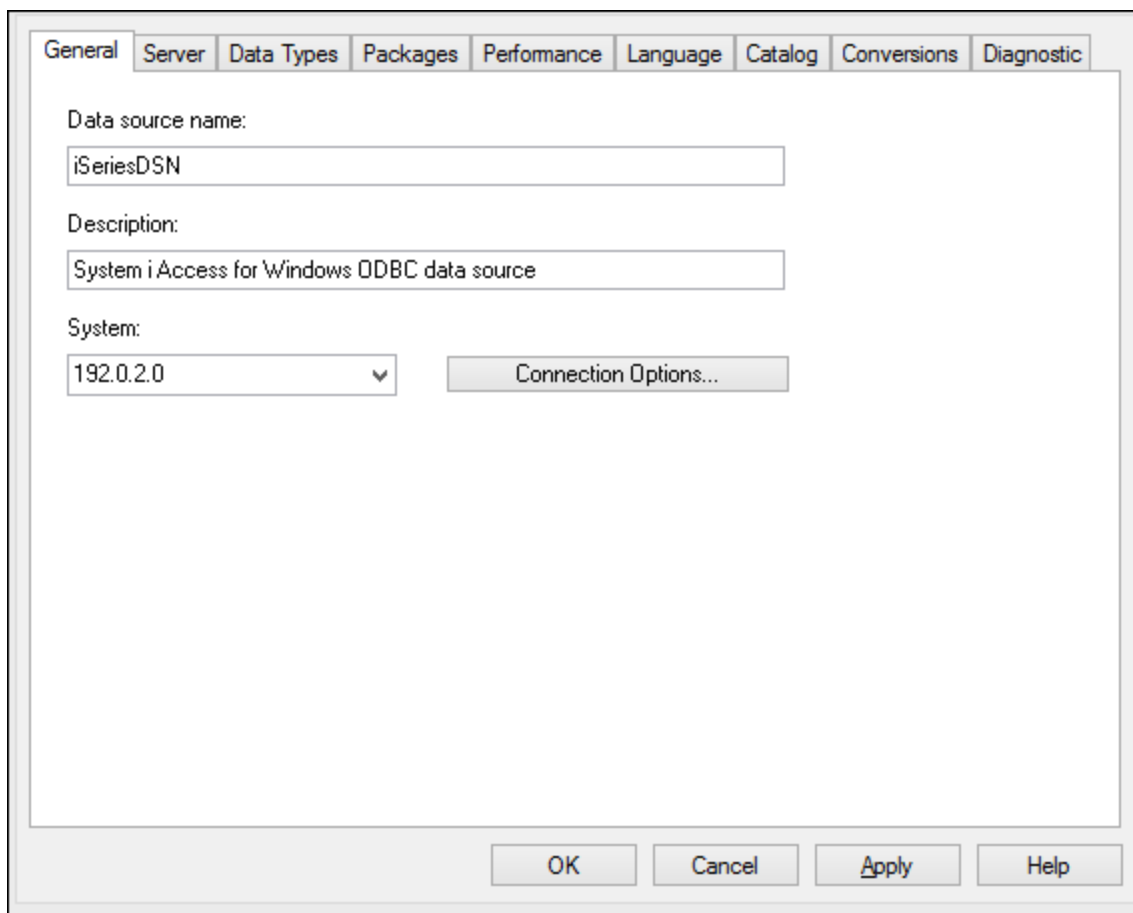 General Server Data Types Packages Performance Language Catalog Conversions Diagnostic
Data source name:
iSeriesDSN
Description:
System i Access for Windows ODBC data source
System:
192.0.2.0 Connection Options...
OK Cancel Apply Help